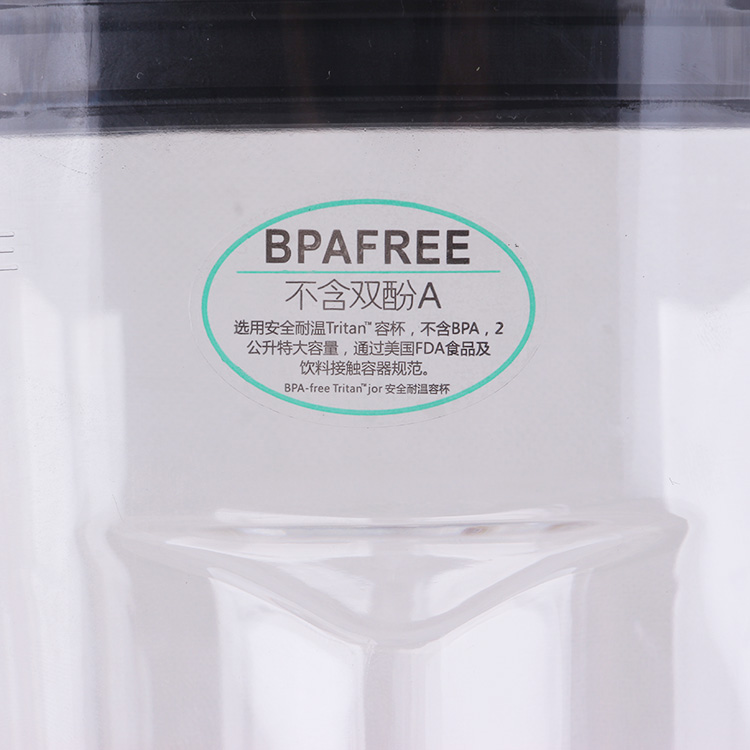 BPAFREE
不含双酚A
选用安全耐温Tritan™容杯，不含BPA，2
公升特大容量，通过美国FDA食品及
饮料接触容器规范。
BPA-free Tritan™jor 安全耐温容杯